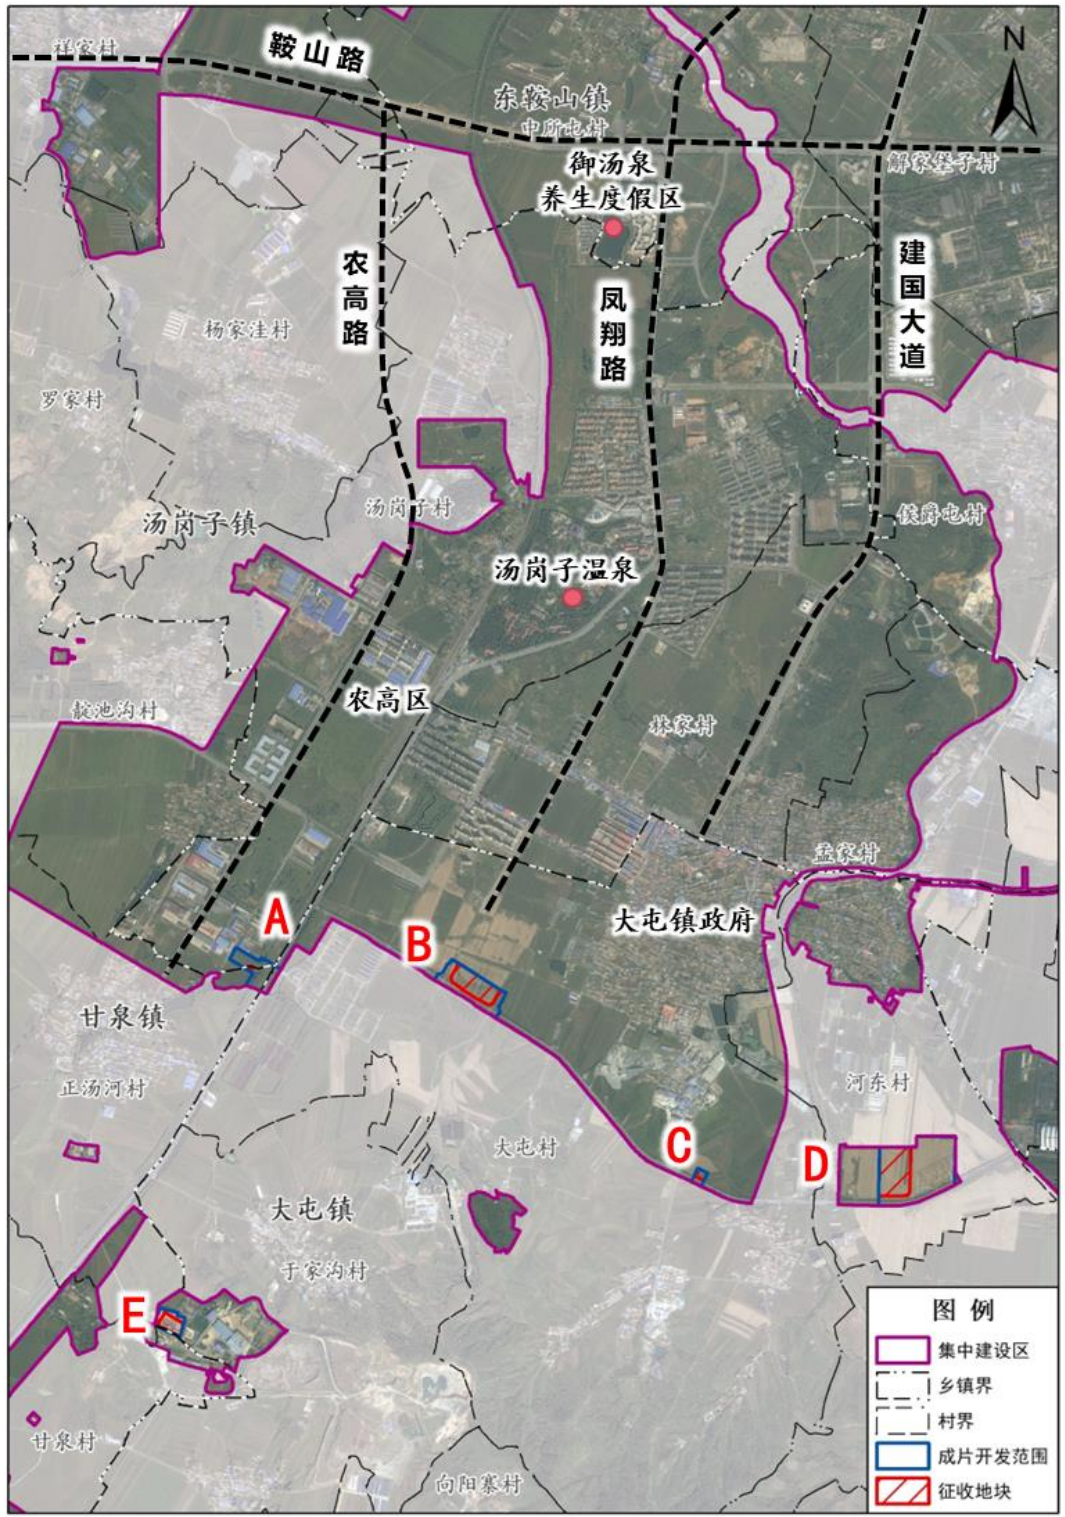 N
祥家村
鞍山路
东鞍山镇
中所屯村
解家堡子村
御汤泉
养生度假区
农高路
凤翔路
建国大道
杨家洼村
罗家村
汤岗子村
汤岗子镇
侯爵屯村
汤岗子温泉
农高区
靛池沟村
林家村
孟家村
A
B
大屯镇政府
甘泉镇
正汤河村
河东村
大屯村
C
D
大屯镇
于家沟村
E
甘泉村
向阳寨村
图 例
集中建设区
乡镇界
村界
成片开发范围
征收地块